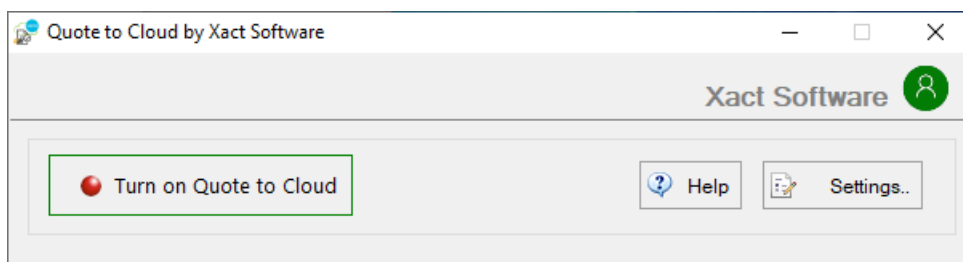 Quote to Cloud by Xact Software
Xact Software
Turn on Quote to Cloud
Help
Settings..